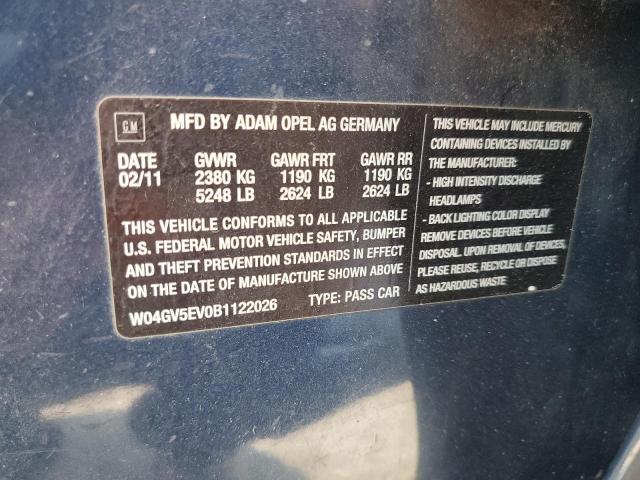 GM
MFD BY ADAM OPEL AG GERMANY
DATE GVWR GAWR FRT GAWR RR
02/11 2380 KG 1190 KG 1190 KG
5248 LB 2624 LB 2624 LB
THIS VEHICLE CONFORMS TO ALL APPLICABLE
U.S. FEDERAL MOTOR VEHICLE SAFETY, BUMPER
AND THEFT PREVENTION STANDARDS IN EFFECT
ON THE DATE OF MANUFACTURE SHOWN ABOVE
W04GV5EV0B1122026 TYPE: PASS CAR
THIS VEHICLE MAY INCLUDE MERCURY
CONTAINING DEVICES INSTALLED BY
THE MANUFACTURER:
- HIGH INTENSITY DISCHARGE
HEADLAMPS
- BACK LIGHTING COLOR DISPLAY
REMOVE DEVICES BEFORE VEHICLE
DISPOSAL. UPON REMOVAL OF DEVICES,
PLEASE REUSE, RECYCLE OR DISPOSE
AS HAZARDOUS WASTE